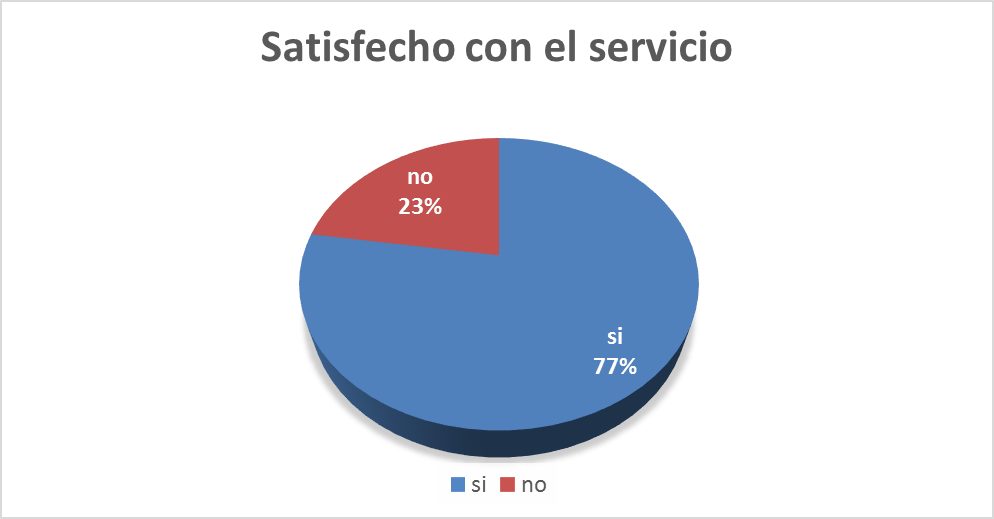 Satisfecho con el servicio
no
23%
si
77%
si no